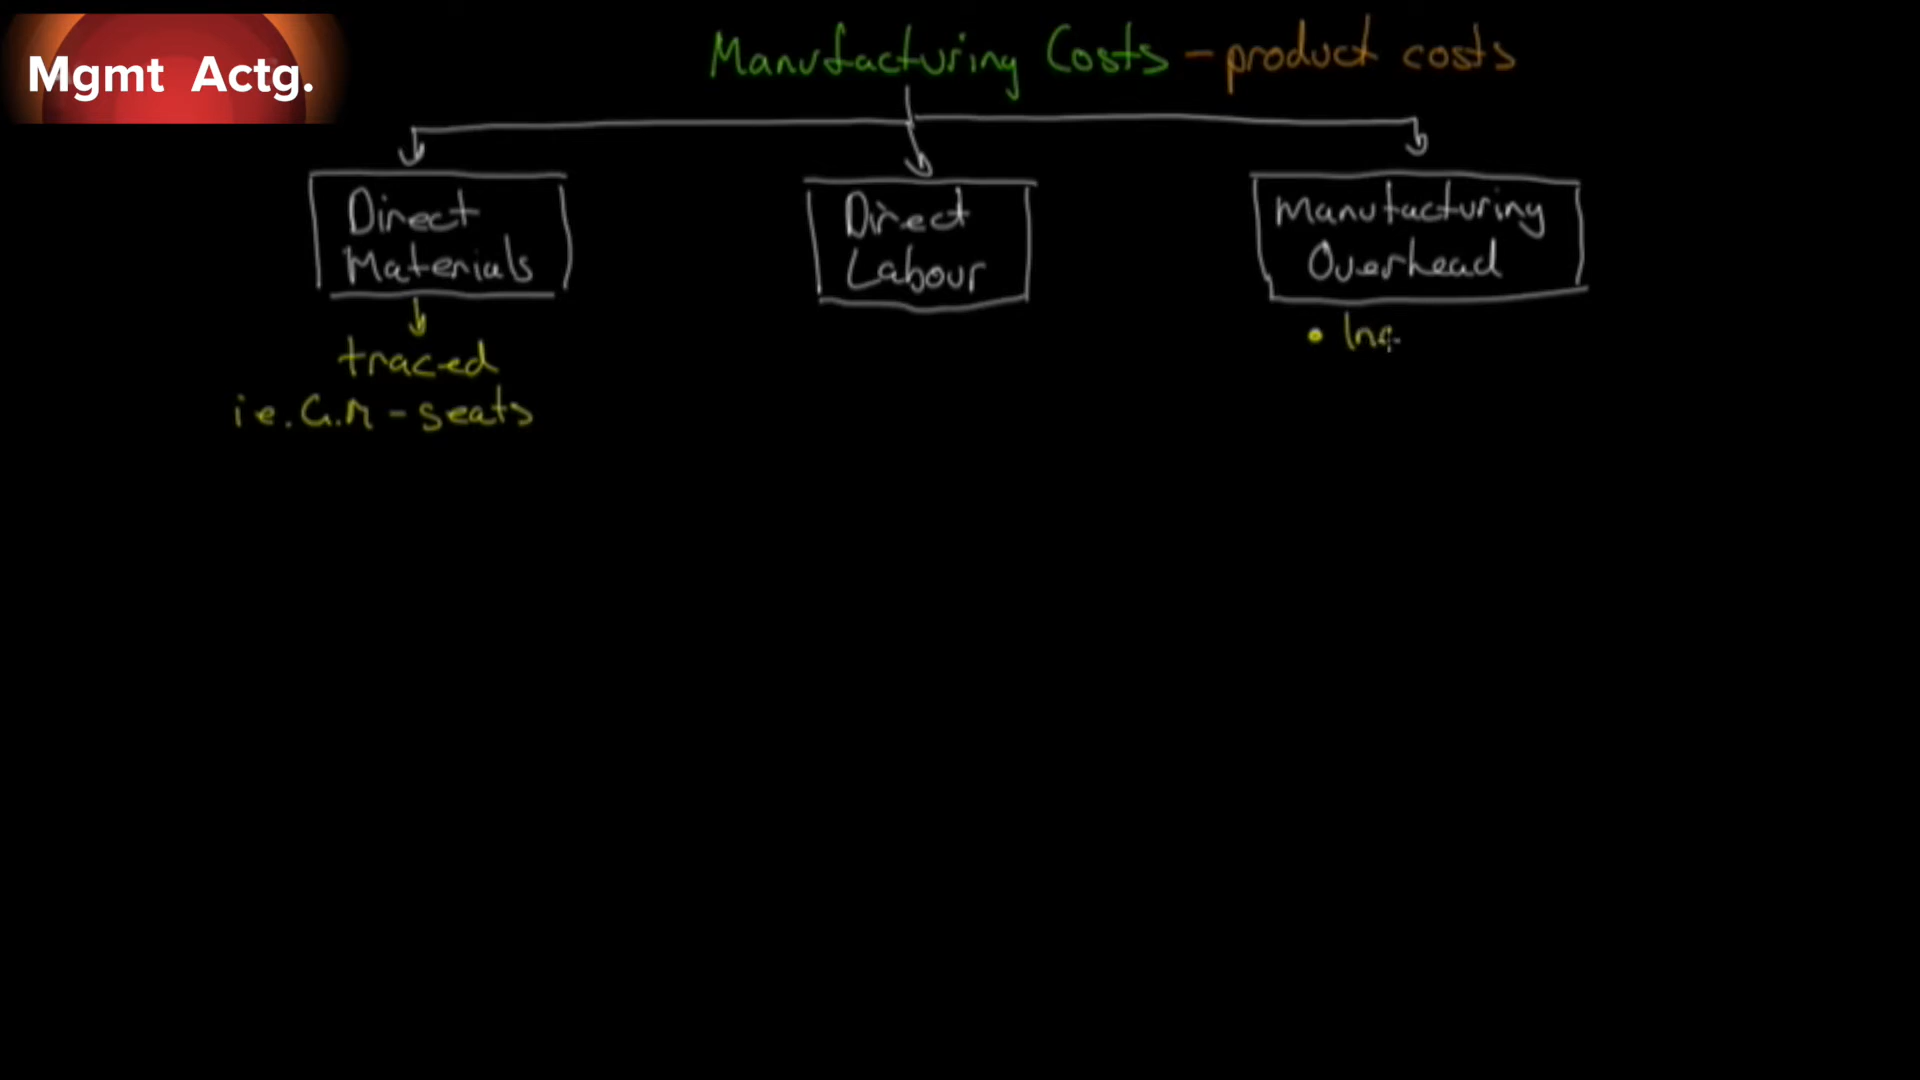 Mgmt Actg.
Manufacturing Costs - product costs
Direct
Materials
Direct
Labour
Manufacturing
Overhead
traced
i.e. G.M - seats